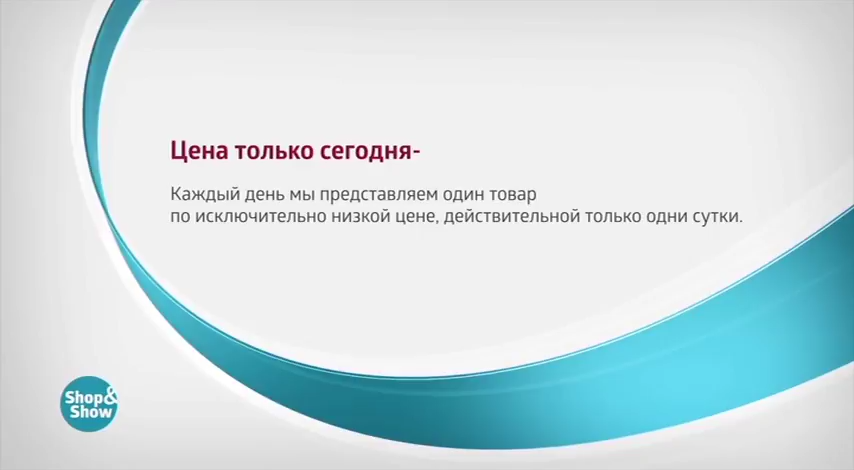 Цена только сегодня-
Каждый день мы представляем один товар
по исключительно низкой цене, действительной только одни сутки.
Shop&
Show